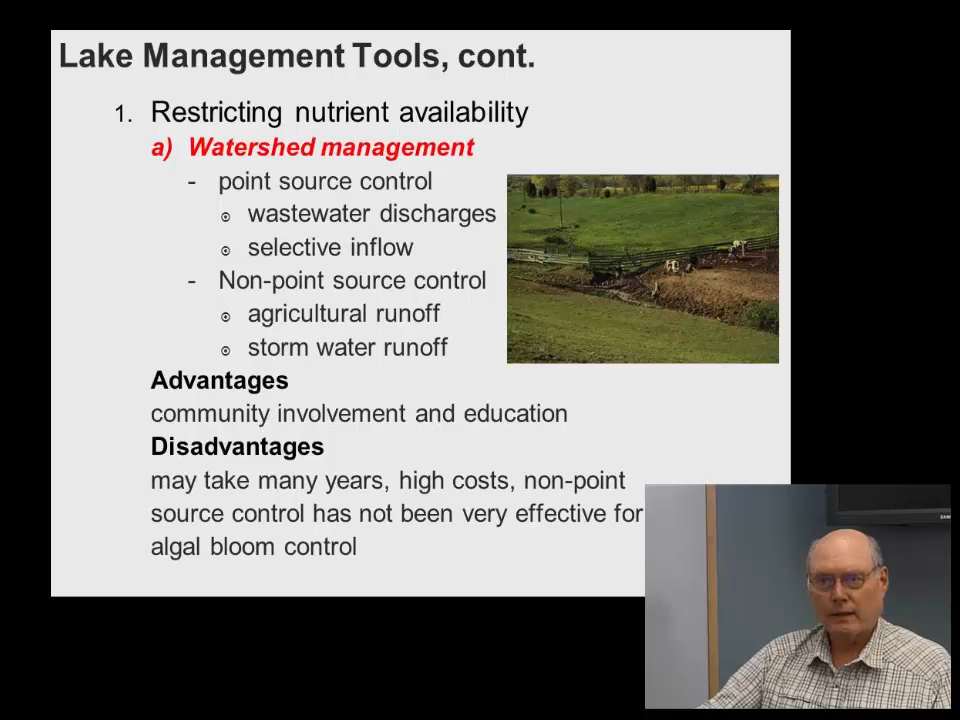 Lake Management Tools, cont.
1. Restricting nutrient availability
a) Watershed management
- point source control
⊙ wastewater discharges
⊙ selective inflow
- Non-point source control
⊙ agricultural runoff
⊙ storm water runoff
Advantages
community involvement and education
Disadvantages
may take many years, high costs, non-point
source control has not been very effective for
algal bloom control